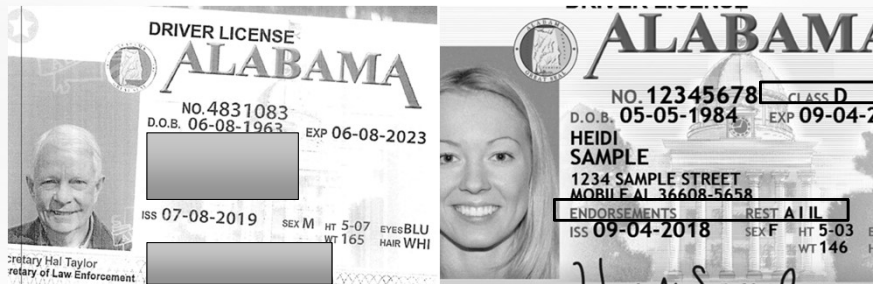 DRIVER LICENSE
ALABAMA
NO. 4831083
D.O.B. 06-08-1963 EXP 06-08-2023
ISS 07-08-2019 SEX M HT 5-07 EYES BLU
WT 165 HAIR WHI
Hal Taylor
of Law Enforcement
DRIVER LICENSE
ALABAMA
NO. 12345678 CLASS D
D.O.B. 05-05-1984 EXP 09-04-2
HEIDI
SAMPLE
1234 SAMPLE STREET
MOBILE AL 36608-5658
ENDORSEMENTS REST
ISS 09-04-2018 SEX F HT 5-03
WT 146